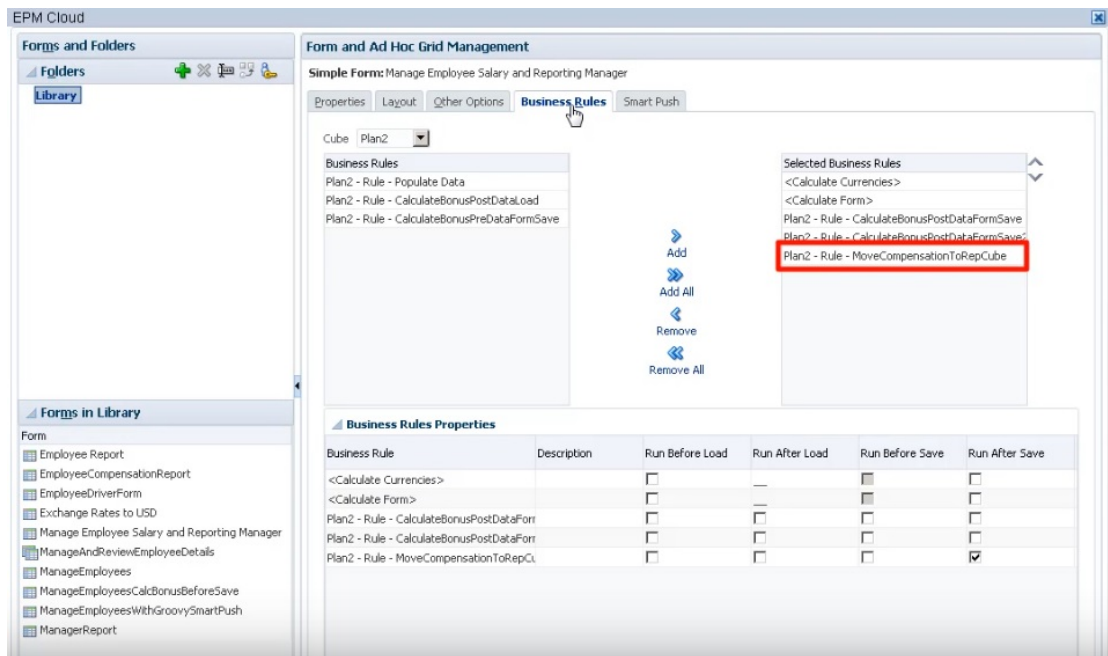 EPM Cloud
Forms and Folders
Folders
Library
Forms in Library
Form
Employee Report
EmployeeCompensationReport
EmployeeDriverForm
Exchange Rates to USD
Manage Employee Salary and Reporting Manager
ManageAndReviewEmployeeDetails
ManageEmployees
ManageEmployeesCalcBonusBeforeSave
ManageEmployeesWithGroovySmartPush
ManagerReport
Form and Ad Hoc Grid Management
Simple Form: Manage Employee Salary and Reporting Manager
Properties Layout Other Options Business Rules Smart Push
Cube Plan2
Business Rules
Plan2 - Rule - Populate Data
Plan2 - Rule - CalculateBonusPostDataLoad
Plan2 - Rule - CalculateBonusPreDataFormSave
Add
Add All
Remove
Remove All
Selected Business Rules
<Calculate Currencies>
<Calculate Form>
Plan2 - Rule - CalculateBonusPostDataFormSave
Plan2 - Rule - CalculateBonusPostDataFormSave2
Plan2 - Rule - MoveCompensationToRepCube
Business Rules Properties
Business Rule Description Run Before Load Run After Load Run Before Save Run After Save
<Calculate Currencies>
<Calculate Form>
Plan2 - Rule - CalculateBonusPostDataForr
Plan2 - Rule - CalculateBonusPostDataForr
Plan2 - Rule - MoveCompensationToRepCu